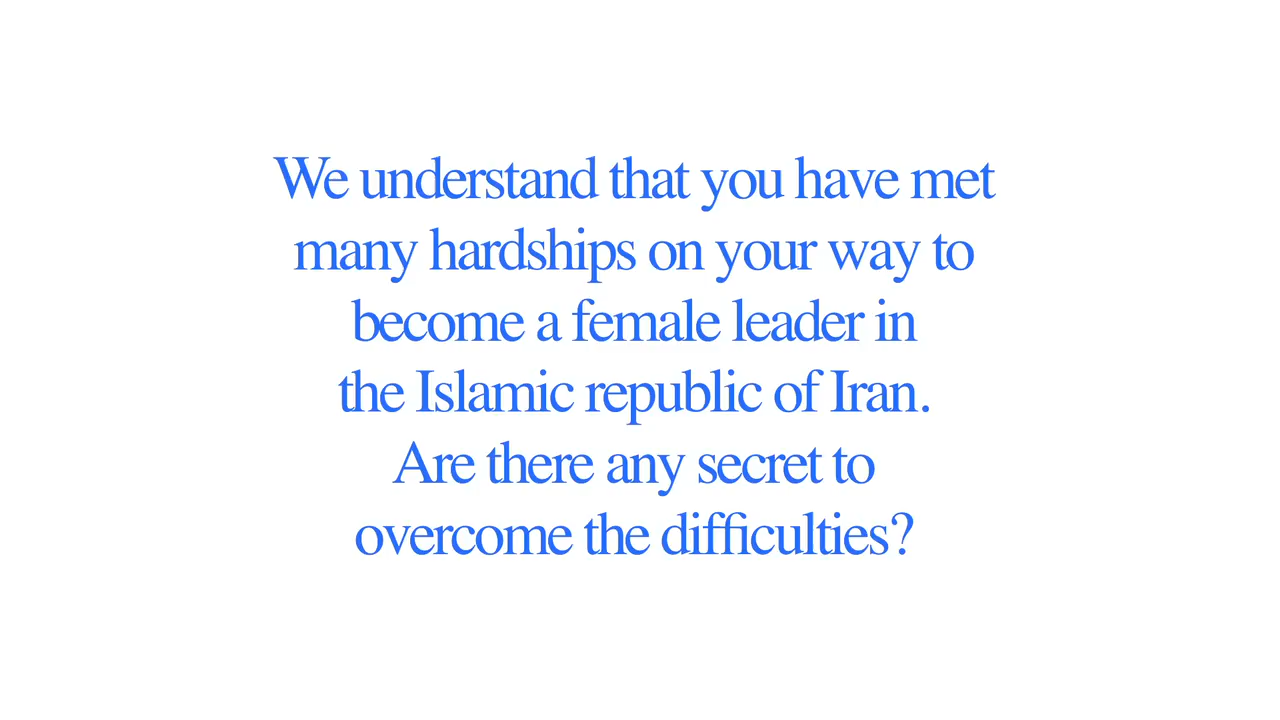 We understand that you have met
many hardships on your way to
become a female leader in
the Islamic republic of Iran.
Are there any secret to
overcome the difficulties?